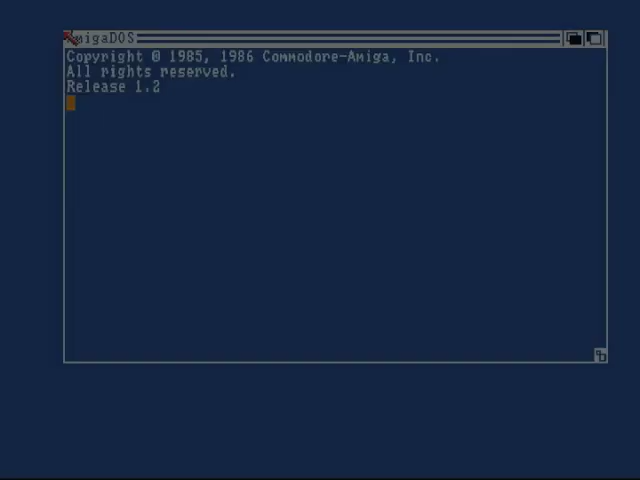 AmigaDOS
Copyright © 1985, 1986 Commodore-Amiga, Inc.
All rights reserved.
Release 1.2